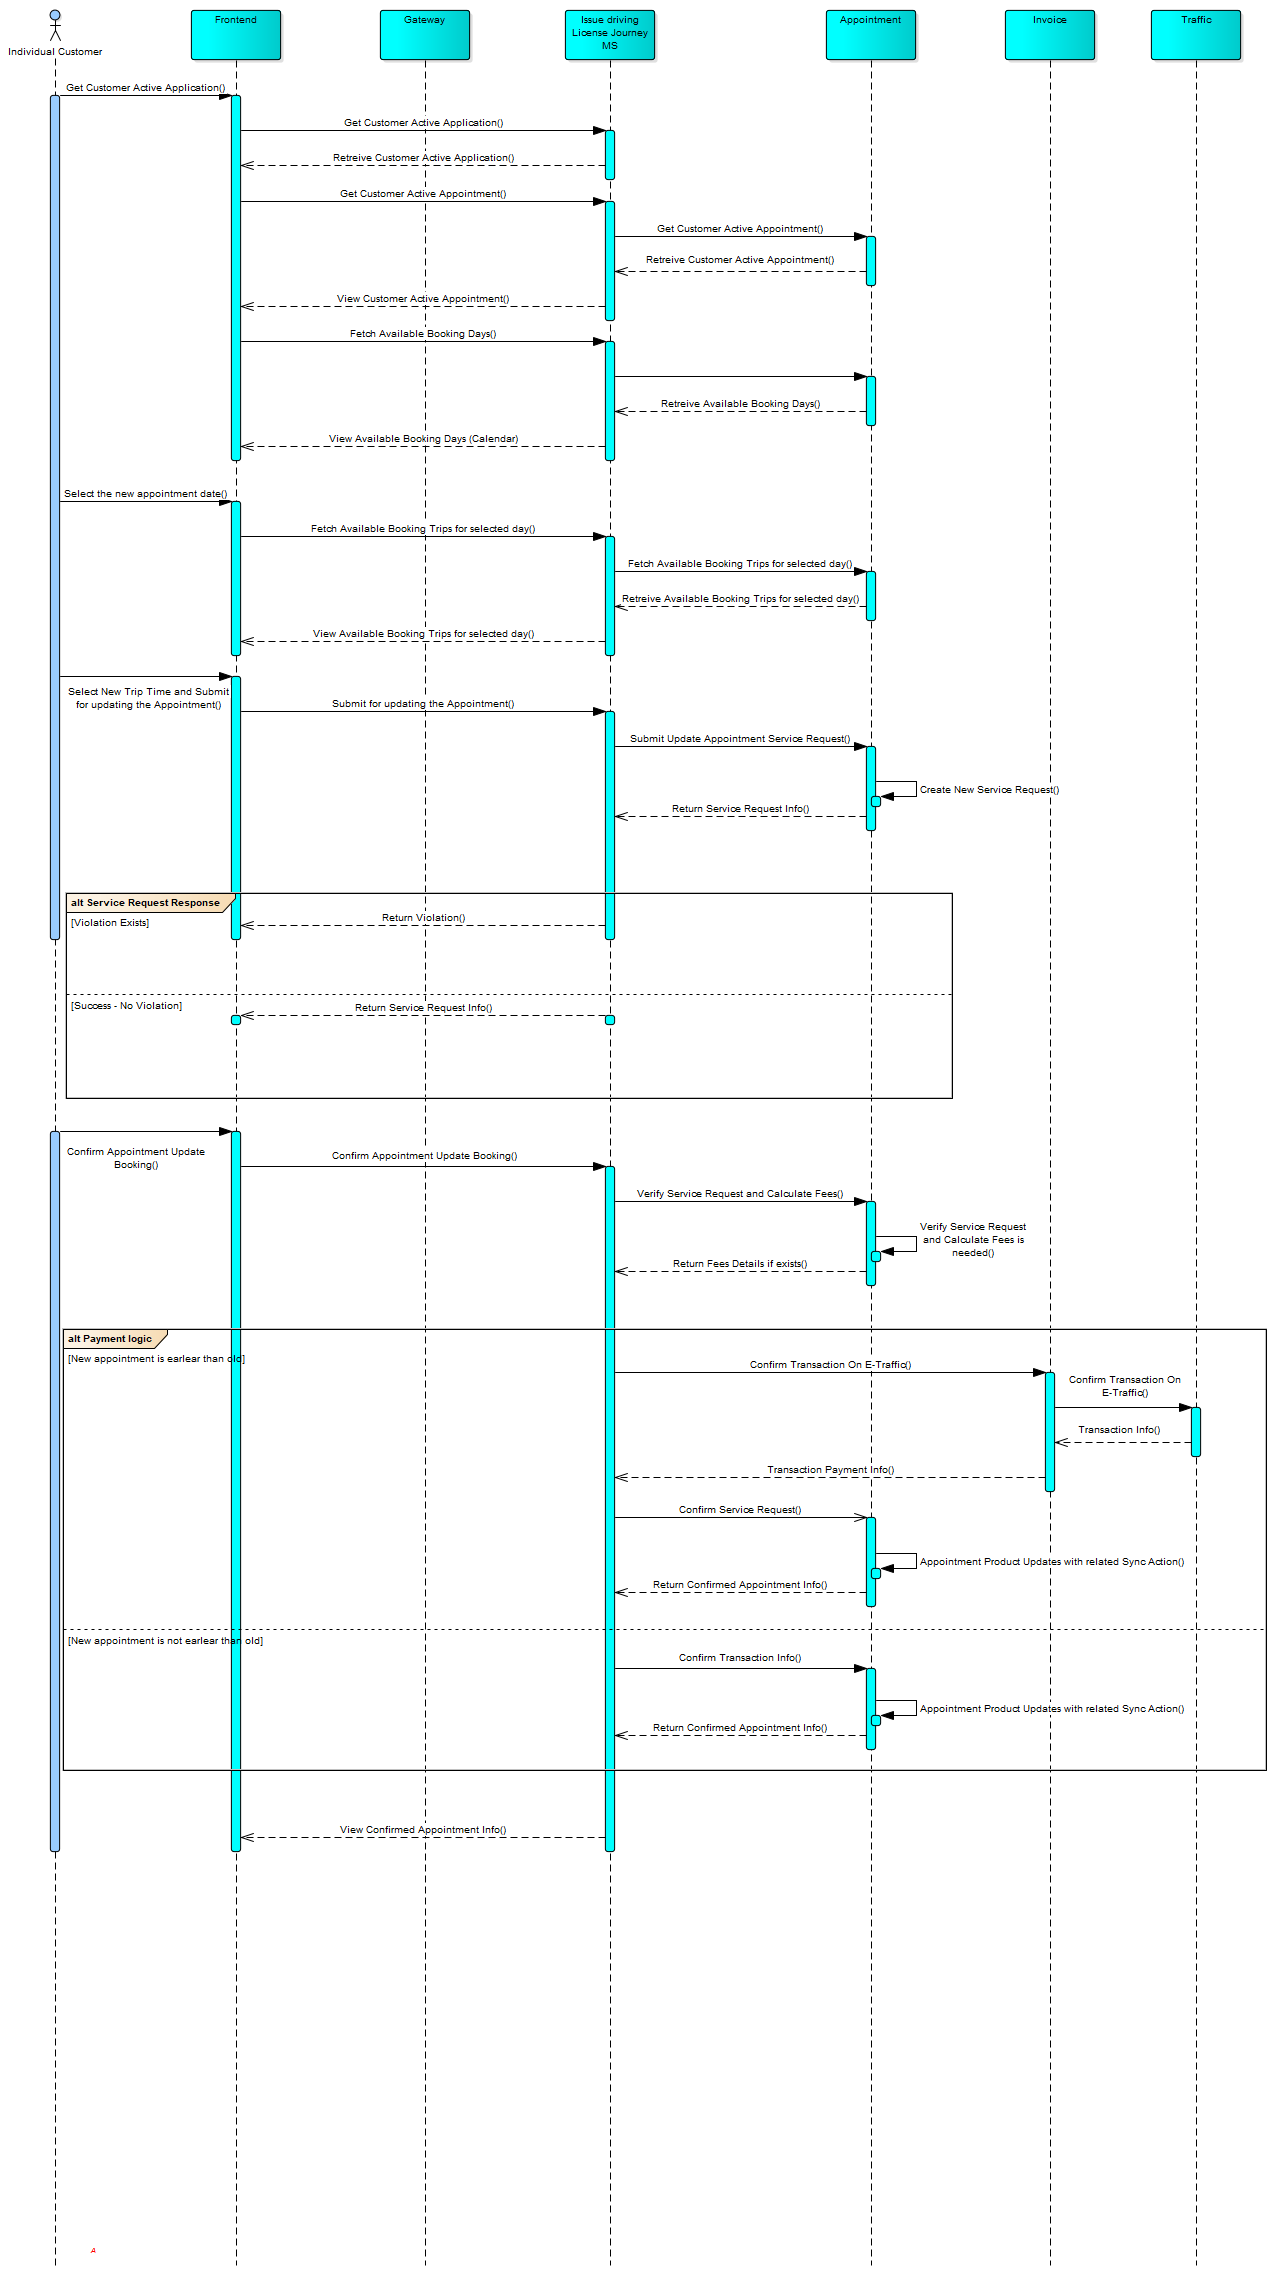 Individual Customer
Frontend
Gateway
Issue driving
License Journey
MS
Appointment
Invoice
Traffic
Get Customer Active Application()
Get Customer Active Application()
Retreive Customer Active Application()
Get Customer Active Appointment()
Get Customer Active Appointment()
Retreive Customer Active Appointment()
View Customer Active Appointment()
Fetch Available Booking Days()
Retreive Available Booking Days()
View Available Booking Days (Calendar)
Select the new appointment date()
Fetch Available Booking Trips for selected day()
Fetch Available Booking Trips for selected day()
Retreive Available Booking Trips for selected day()
View Available Booking Trips for selected day()
Select New Trip Time and Submit
for updating the Appointment()
Submit for updating the Appointment()
Submit Update Appointment Service Request()
Create New Service Request()
Return Service Request Info()
alt Service Request Response
[Violation Exists]
Return Violation()
[Success - No Violation]
Return Service Request Info()
Confirm Appointment Update
Booking()
Confirm Appointment Update Booking()
Verify Service Request and Calculate Fees()
Verify Service Request
and Calculate Fees is
needed()
Return Fees Details if exists()
alt Payment logic
[New appointment is earlear than old]
Confirm Transaction On E-Traffic()
Confirm Transaction On
E-Traffic()
Transaction Info()
Transaction Payment Info()
Confirm Service Request()
Appointment Product Updates with related Sync Action()
Return Confirmed Appointment Info()
[New appointment is not earlear than old]
Confirm Transaction Info()
Appointment Product Updates with related Sync Action()
Return Confirmed Appointment Info()
View Confirmed Appointment Info()
A